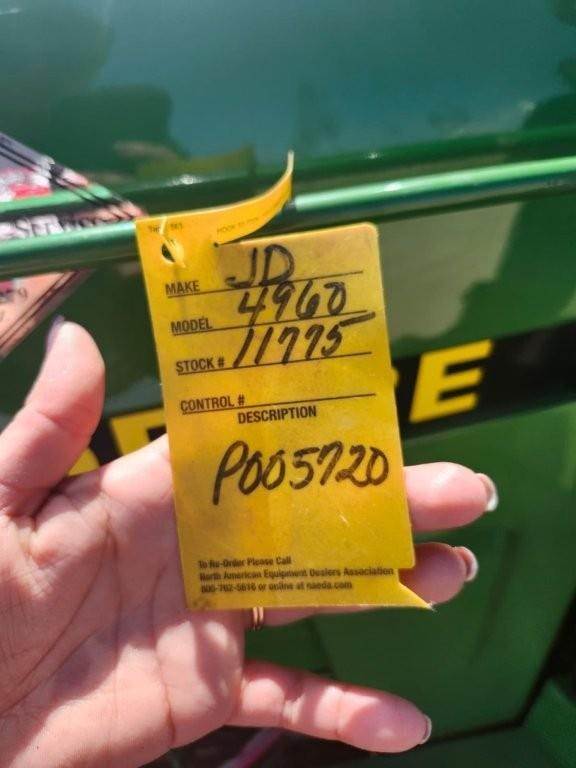 MAKE JD
MODEL 4960
STOCK # 11775
CONTROL #
DESCRIPTION
P005720
To Re-Order Please Call
North American Equipment Dealers Association
800-762-5616 or online at naeda.com
E